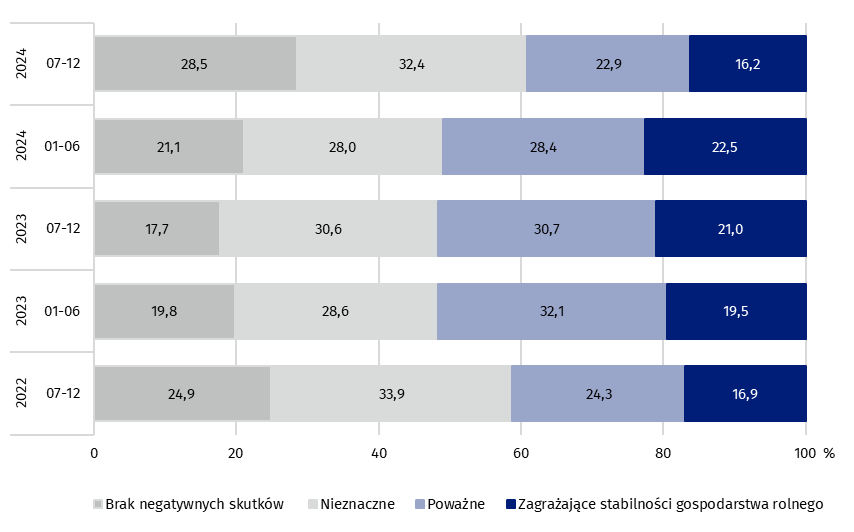 2024 07-12 28,5 32,4 22,9 16,2
2024 01-06 21,1 28,0 28,4 22,5
2023 07-12 17,7 30,6 30,7 21,0
2023 01-06 19,8 28,6 32,1 19,5
2022 07-12 24,9 33,9 24,3 16,9
0 20 40 60 80 100 %
Brak negatywnych skutków Nieznaczne Poważne Zagrażające stabilności gospodarstwa rolnego